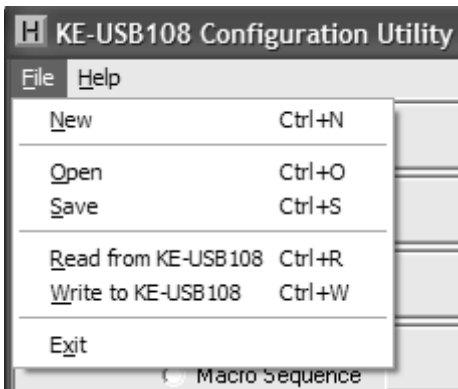 H KE-USB108 Configuration Utility
File Help
New Ctrl+N
Open Ctrl+O
Save Ctrl+S
Read from KE-USB108 Ctrl+R
Write to KE-USB108 Ctrl+W
Exit
Macro Sequence